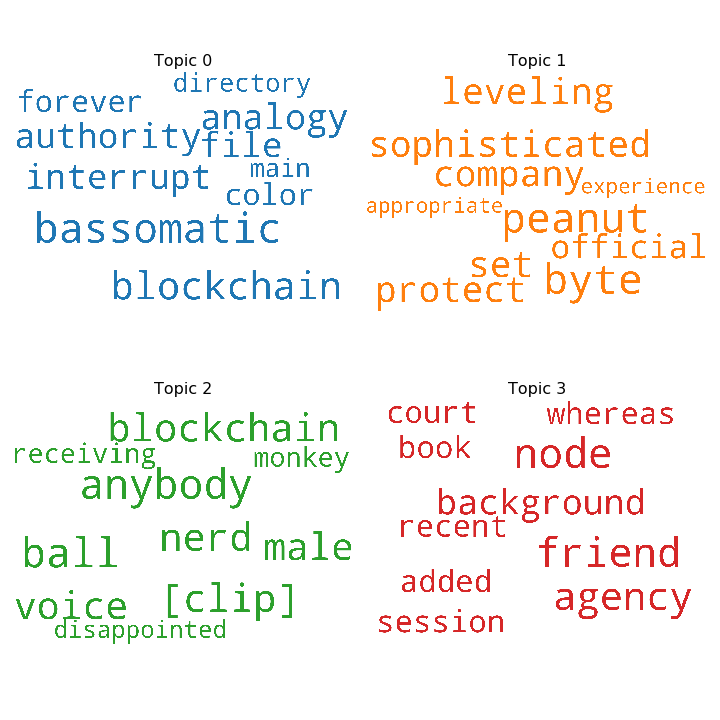 Topic 0
directory
forever
analogy
authority
file
main
interrupt
color
bassomatic
blockchain
Topic 1
leveling
sophisticated
company
experience
appropriate
peanut
official
set
byte
protect
Topic 2
blockchain
receiving
monkey
anybody
nerd
male
ball
[clip]
voice
disappointed
Topic 3
court
whereas
book
node
background
recent
friend
added
agency
session